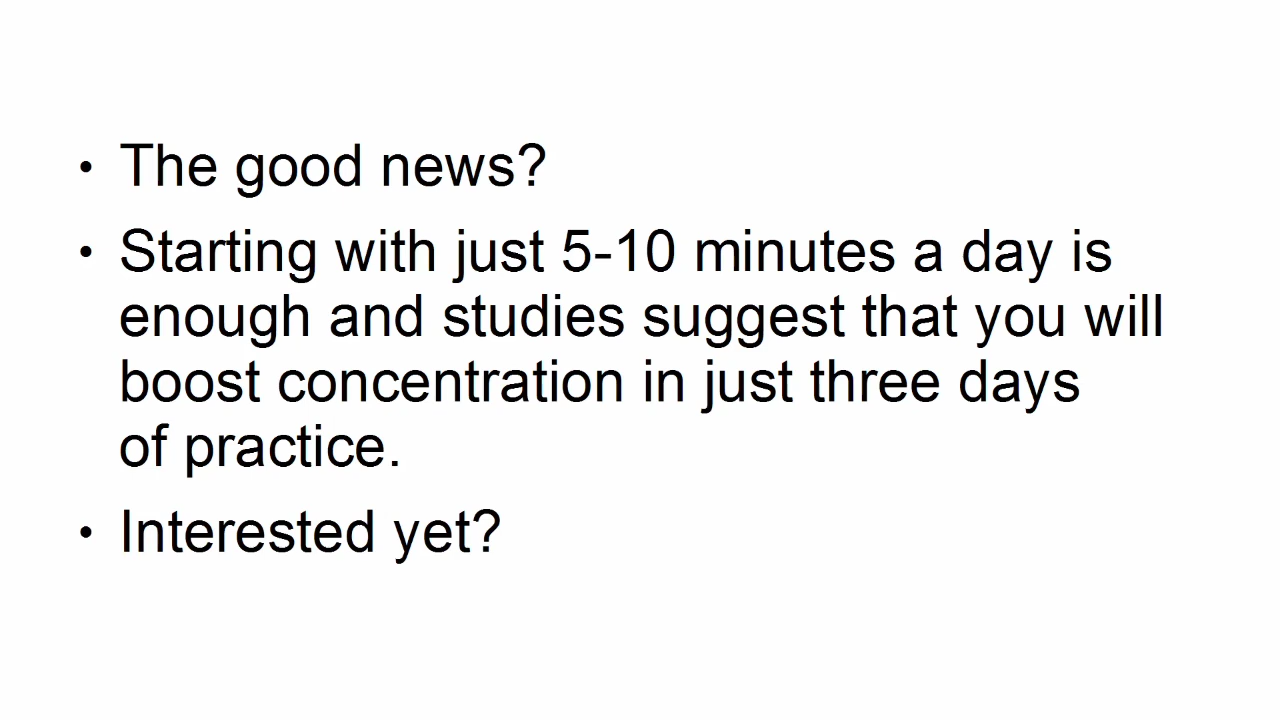 • The good news?
• Starting with just 5-10 minutes a day is
enough and studies suggest that you will
boost concentration in just three days
of practice.
• Interested yet?